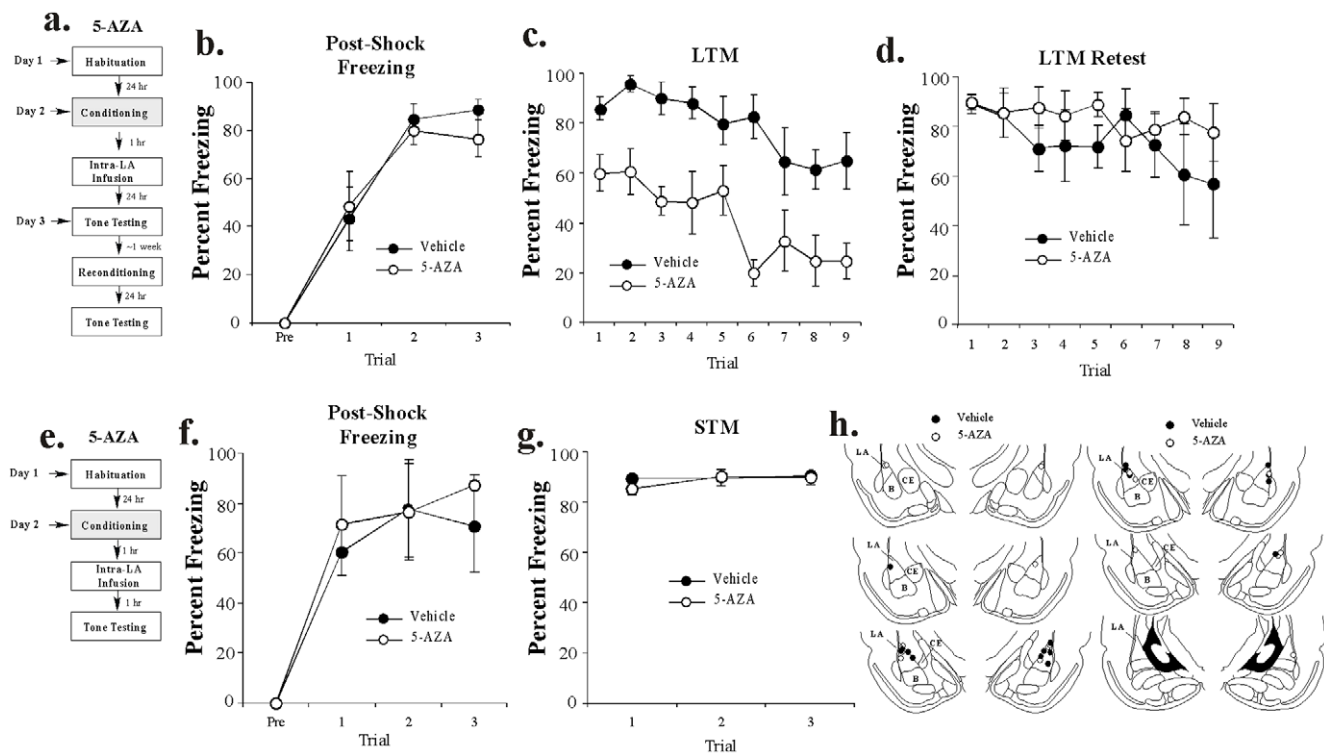 a.
5-AZA
Day 1
Habituation
24 hr
Day 2
Conditioning
1 hr
Intra-LA
Infusion
24 hr
Day 3
Tone Testing
~1 week
Reconditioning
24 hr
Tone Testing
b.
Post-Shock
Freezing
Percent Freezing
100
80
60
40
20
0
Vehicle
5-AZA
Pre
1
2
3
Trial
c.
LTM
Percent Freezing
100
80
60
40
20
0
Vehicle
5-AZA
1 2 3 4 5 6 7 8 9
Trial
d.
LTM Retest
Percent Freezing
100
80
60
40
20
0
Vehicle
5-AZA
1 2 3 4 5 6 7 8 9
Trial
e.
5-AZA
Day 1
Habituation
24 hr
Day 2
Conditioning
1 hr
Intra-LA
Infusion
1 hr
Tone Testing
f.
Post-Shock
Freezing
Percent Freezing
100
80
60
40
20
0
Vehicle
5-AZA
Pre
1
2
3
Trial
g.
STM
Percent Freezing
100
80
60
40
20
0
Vehicle
5-AZA
1
2
3
Trial
h.
Vehicle
5-AZA
Vehicle
5-AZA
LA
CE
B
LA
CE
B
LA
CE
B
LA
CE
B
LA
CE
B
LA